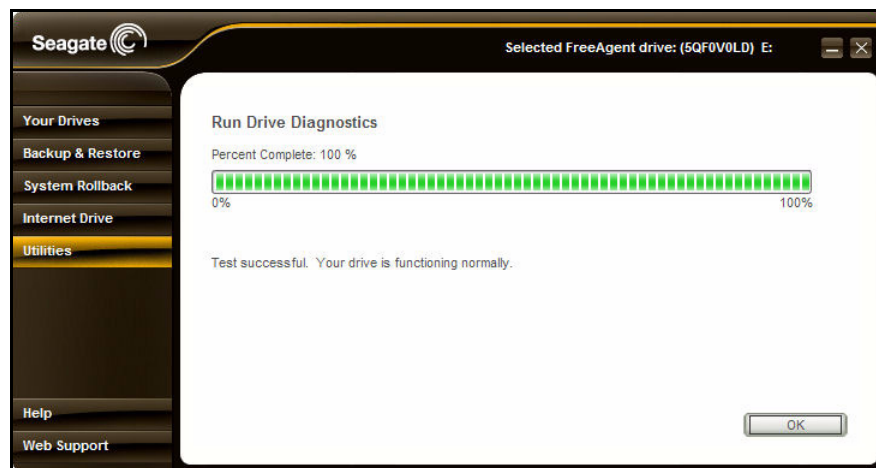 Seagate
Selected FreeAgent drive: (5QF0V0LD) E:
Your Drives
Backup & Restore
System Rollback
Internet Drive
Utilities
Help
Web Support
Run Drive Diagnostics
Percent Complete: 100 %
0% 100%
Test successful. Your drive is functioning normally.
OK